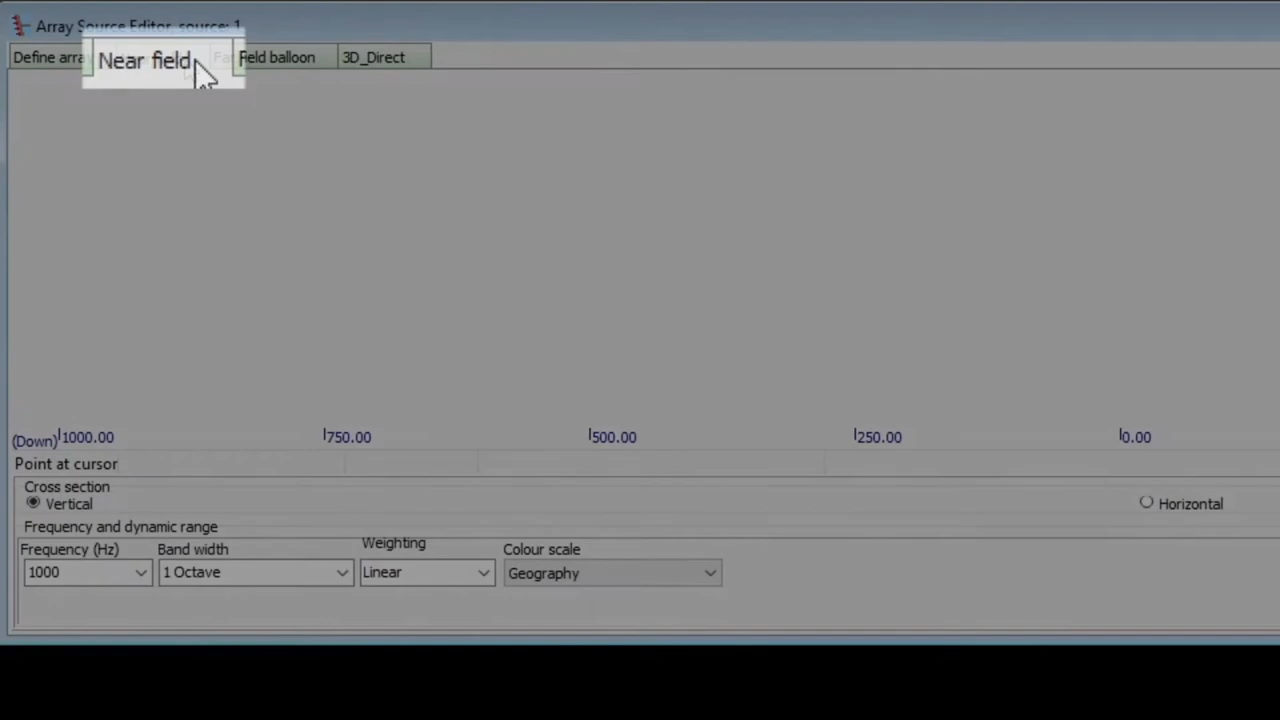 Array Source Editor, source: 1
Define array Near field Far Field balloon 3D_Direct
(Down) 1000.00 750.00 500.00 250.00 0.00
Point at cursor
Cross section
Vertical Horizontal
Frequency and dynamic range
Frequency (Hz) Band width Weighting Colour scale
1000 1 Octave Linear Geography